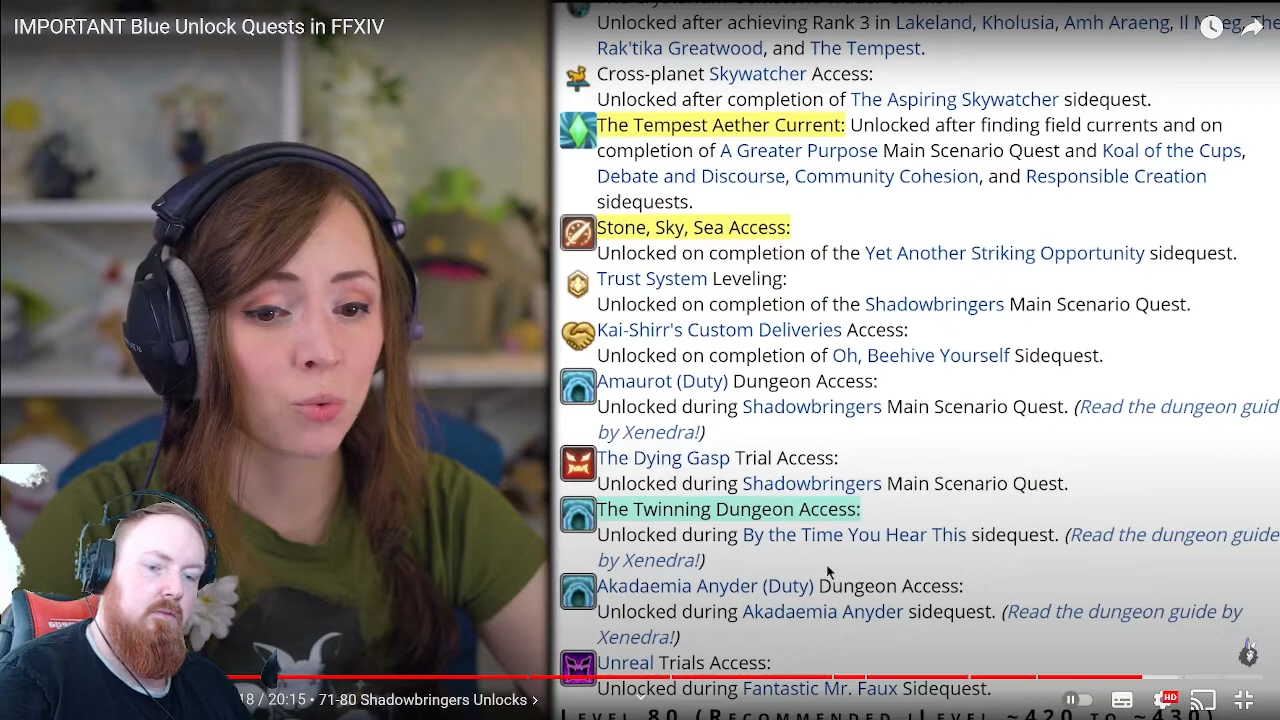 IMPORTANT Blue Unlock Quests in FFXIV
Unlocked after achieving Rank 3 in Lakeland, Kholusia, Amh Araeng, Il Mheg, The
Rak'tika Greatwood, and The Tempest.
Cross-planet Skywatcher Access:
Unlocked after completion of The Aspiring Skywatcher sidequest.
The Tempest Aether Current: Unlocked after finding field currents and on
completion of A Greater Purpose Main Scenario Quest and Koal of the Cups,
Debate and Discourse, Community Cohesion, and Responsible Creation
sidequests.
Stone, Sky, Sea Access:
Unlocked on completion of the Yet Another Striking Opportunity sidequest.
Trust System Leveling:
Unlocked on completion of the Shadowbringers Main Scenario Quest.
Kai-Shirr's Custom Deliveries Access:
Unlocked on completion of Oh, Beehive Yourself Sidequest.
Amaurot (Duty) Dungeon Access:
Unlocked during Shadowbringers Main Scenario Quest. (Read the dungeon guid
by Xenedra!)
The Dying Gasp Trial Access:
Unlocked during Shadowbringers Main Scenario Quest.
The Twinning Dungeon Access:
Unlocked during By the Time You Hear This sidequest. (Read the dungeon guide
by Xenedra!)
Akadaemia Anyder (Duty) Dungeon Access:
Unlocked during Akadaemia Anyder sidequest. (Read the dungeon guide by
Xenedra!)
Unreal Trials Access:
Unlocked during Fantastic Mr. Faux Sidequest.
18 / 20:15 • 71-80 Shadowbringers Unlocks >
HD
LEVEL 80 (RECOMMENDED ILEVEL ~420 TO ~43